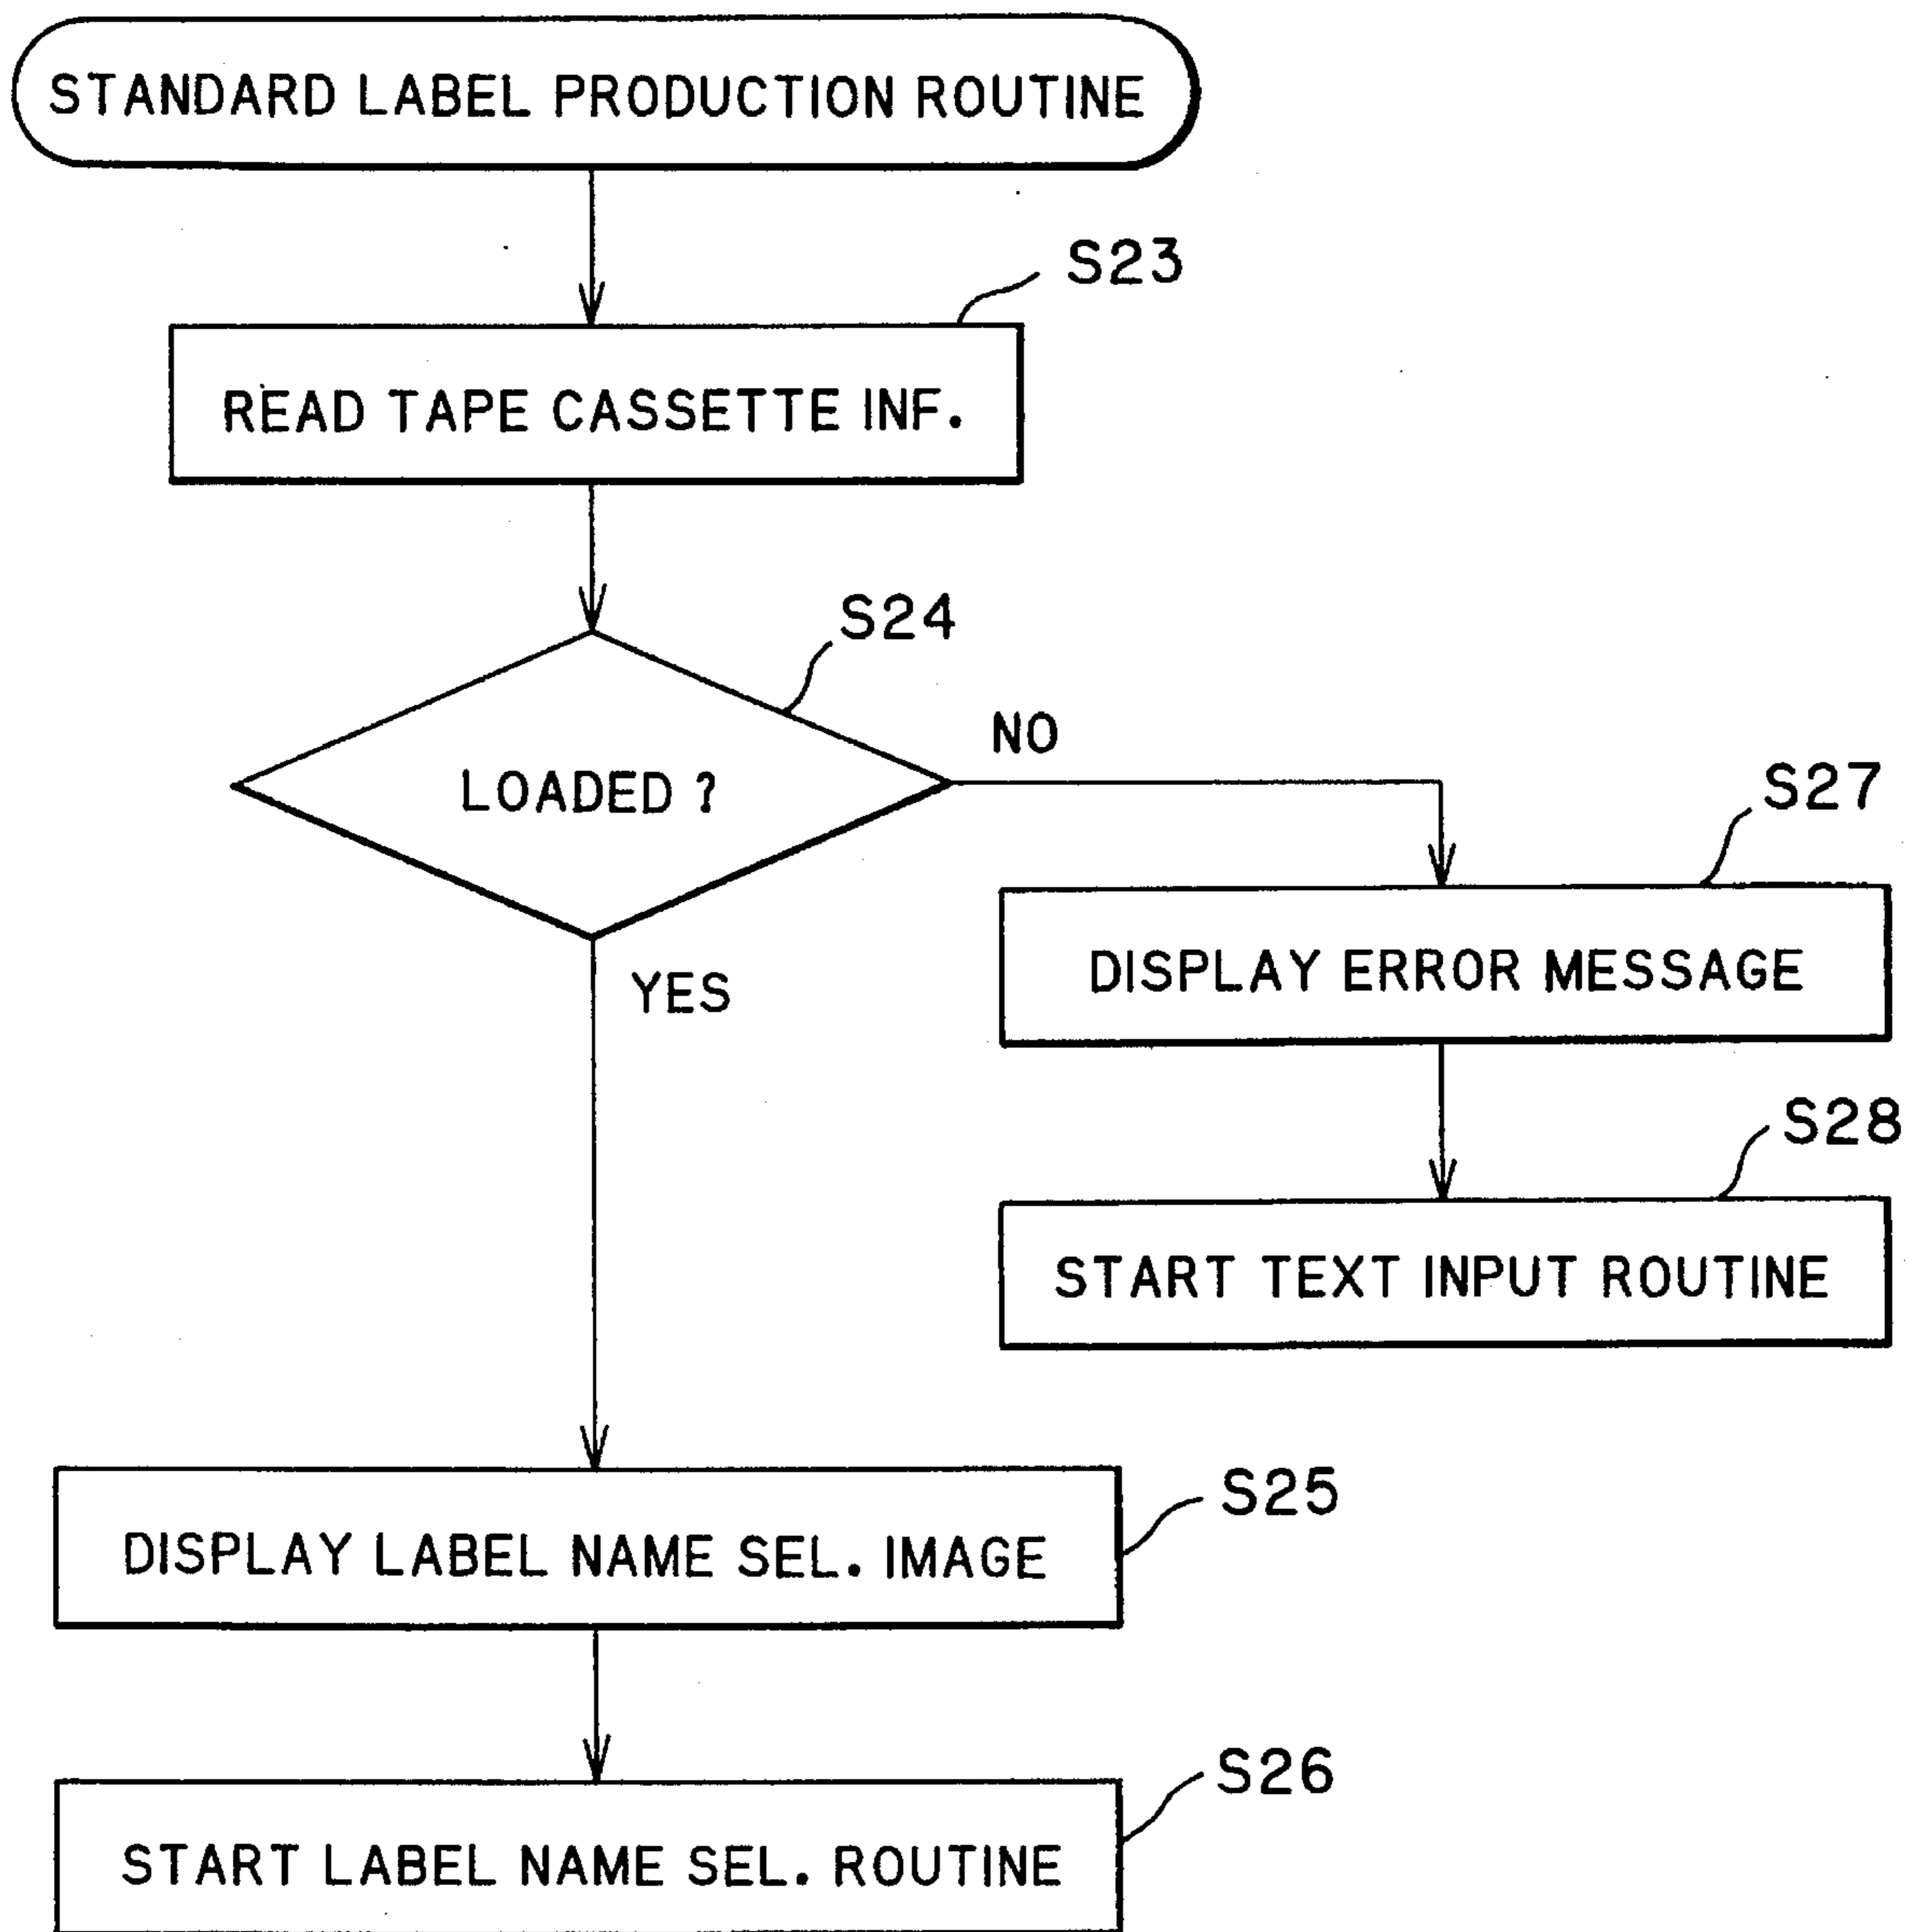 STANDARD LABEL PRODUCTION ROUTINE
S23
READ TAPE CASSETTE INF.
S24
LOADED ?
NO
YES
S27
DISPLAY ERROR MESSAGE
S28
START TEXT INPUT ROUTINE
S25
DISPLAY LABEL NAME SEL. IMAGE
S26
START LABEL NAME SEL. ROUTINE